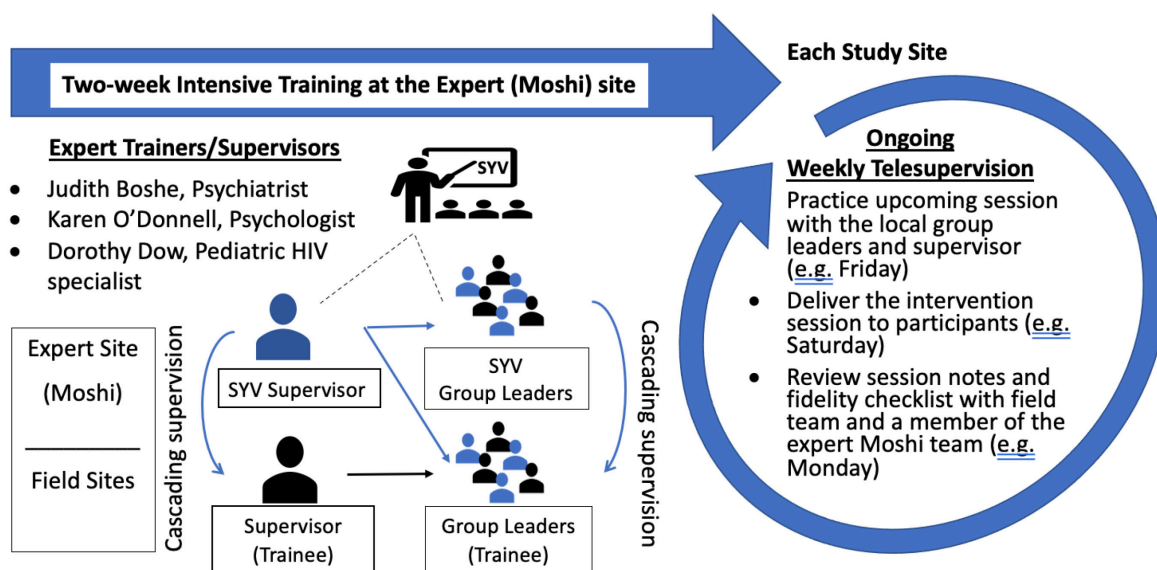 Two-week Intensive Training at the Expert (Moshi) site
Each Study Site
Expert Trainers/Supervisors
• Judith Boshe, Psychiatrist
• Karen O’Donnell, Psychologist
• Dorothy Dow, Pediatric HIV
specialist
SYV
Expert Site
(Moshi)
Field Sites
Cascading supervision
SYV Supervisor
SYV
Group Leaders
Supervisor
(Trainee)
Group Leaders
(Trainee)
Cascading supervision
Ongoing
Weekly Telesupervision
Practice upcoming session
with the local group
leaders and supervisor
(e.g. Friday)
• Deliver the intervention
session to participants (e.g.
Saturday)
• Review session notes and
fidelity checklist with field
team and a member of the
expert Moshi team (e.g.
Monday)